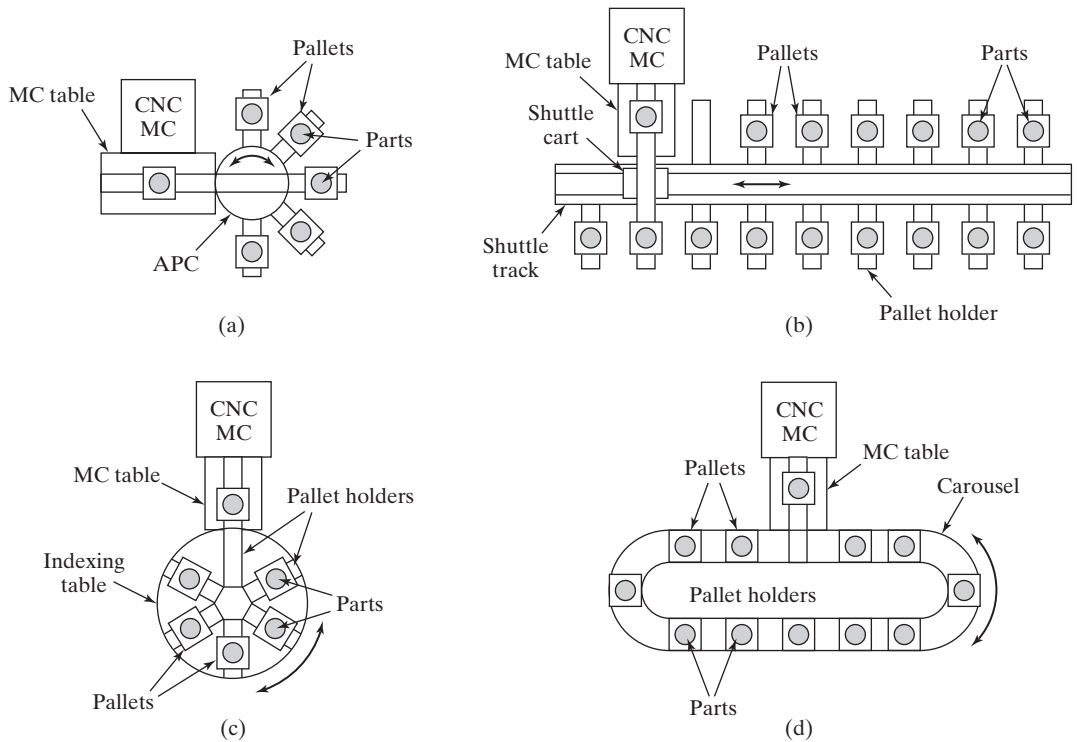 Pallets
MC table
CNC
MC
Parts
APC
(a)
CNC
MC
MC table
Pallets
Parts
Shuttle
cart
Shuttle
track
Pallet holder
(b)
CNC
MC
MC table
Pallet holders
Indexing
table
Parts
Pallets
(c)
CNC
MC
Pallets
MC table
Carousel
Pallet holders
Parts
(d)